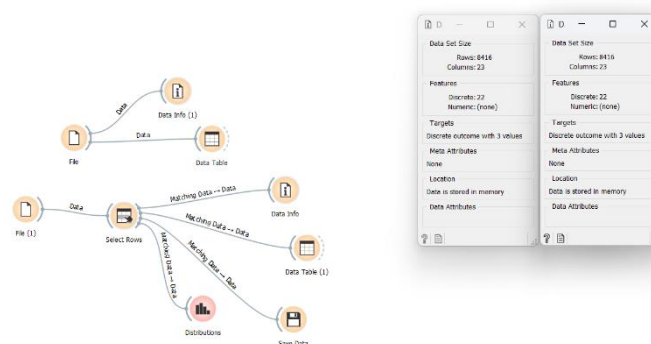 Data
Data Info (1)
File
Data
Data Table
File (1)
Data
Select Rows
Matching Data → Data
Data Info
Matching Data → Data
Data Table (1)
Matching Data → Data
Save Data
Matching Data → Data
Distributions
D
Data Set Size
Rows: 8416
Columns: 23
Features
Discrete: 22
Numeric: (none)
Targets
Discrete outcome with 3 values
Meta Attributes
None
Location
Data is stored in memory
Data Attributes
?
D
Data Set Size
Rows: 8416
Columns: 23
Features
Discrete: 22
Numeric: (none)
Targets
Discrete outcome with 3 values
Meta Attributes
None
Location
Data is stored in memory
Data Attributes
?